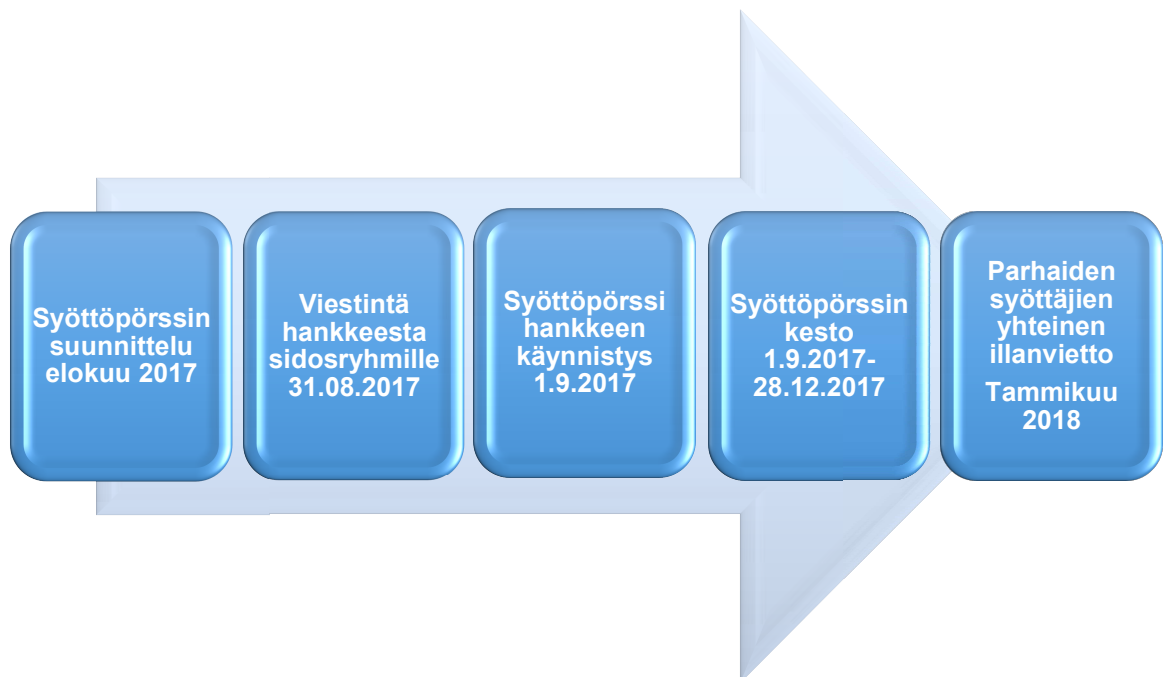 Syöttöpörssin
suunnittelu
elokuu 2017
Viestintä
hankkeesta
sidosryhmille
31.08.2017
Syöttöpörssi
hankkeen
käynnistys
1.9.2017
Syöttöpörssin
kesto
1.9.2017-
28.12.2017
Parhaiden
syöttäjien
yhteinen
illanvietto
Tammikuu
2018